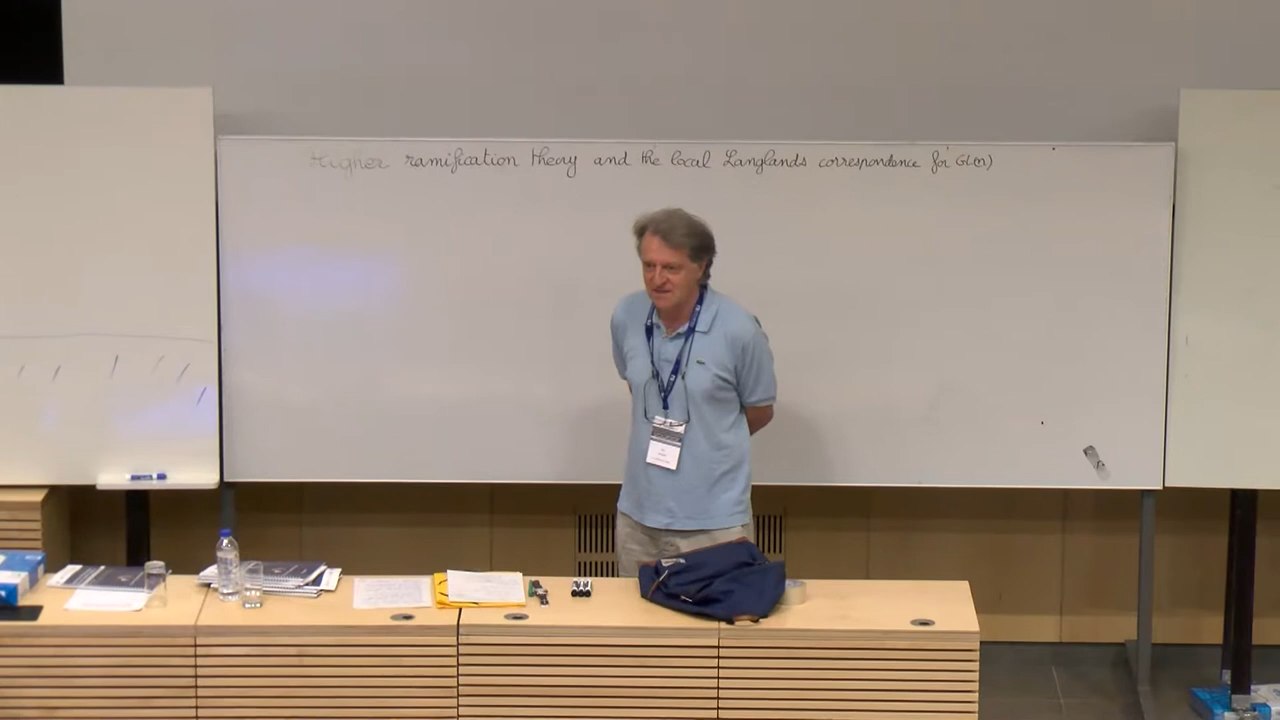 Higher ramification theory and the local Langlands correspondence for GL(n)